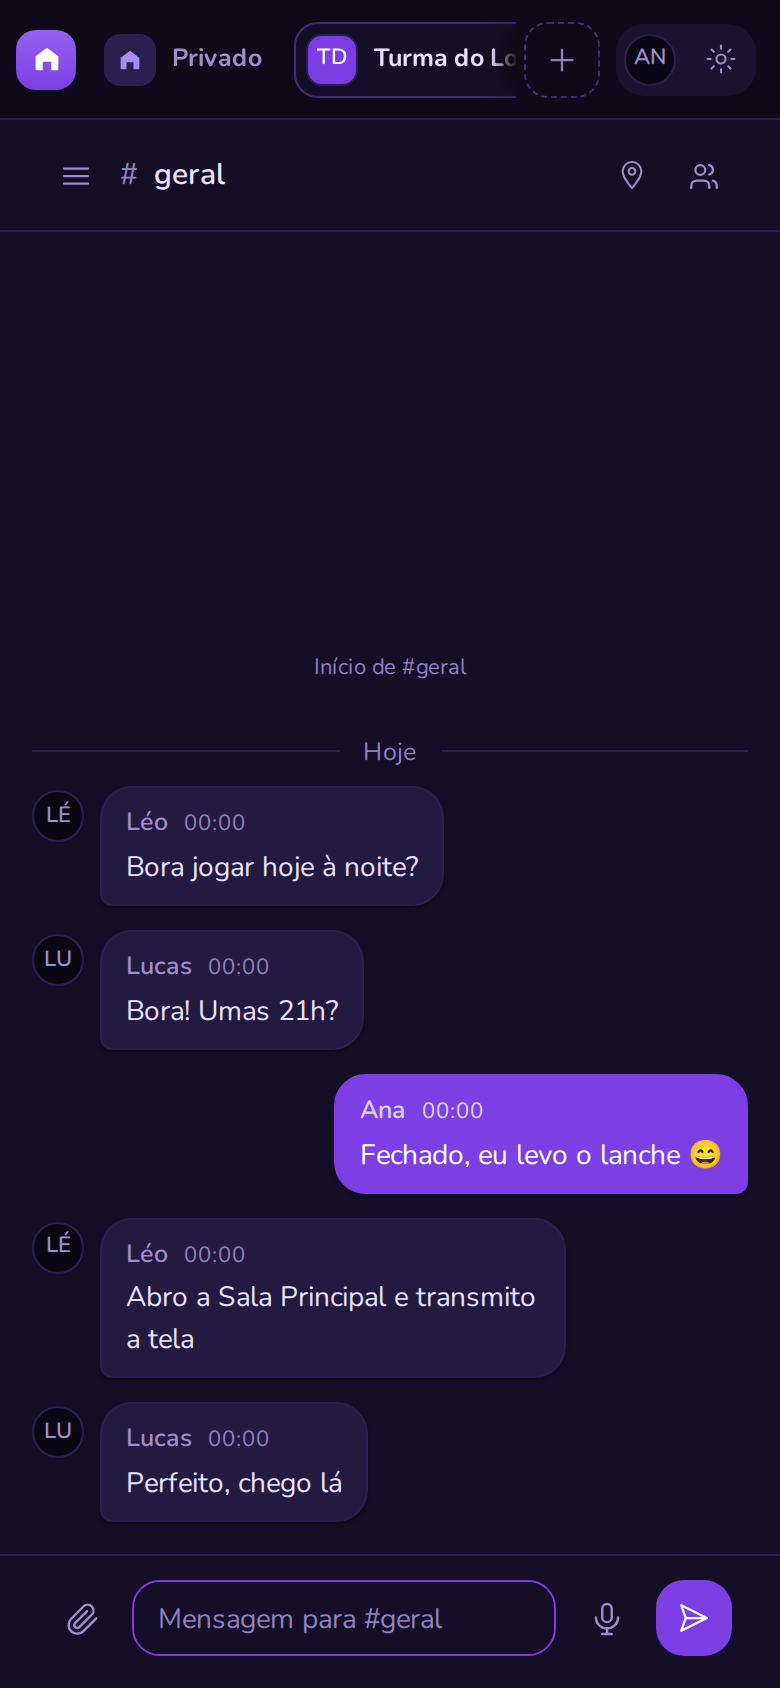 Privado
TD Turma do Lo
AN
# geral
Início de #geral
Hoje
LÉ
Léo 00:00
Bora jogar hoje à noite?
LU
Lucas 00:00
Bora! Umas 21h?
Ana 00:00
Fechado, eu levo o lanche 😄
LÉ
Léo 00:00
Abro a Sala Principal e transmito
a tela
LU
Lucas 00:00
Perfeito, chego lá
Mensagem para #geral